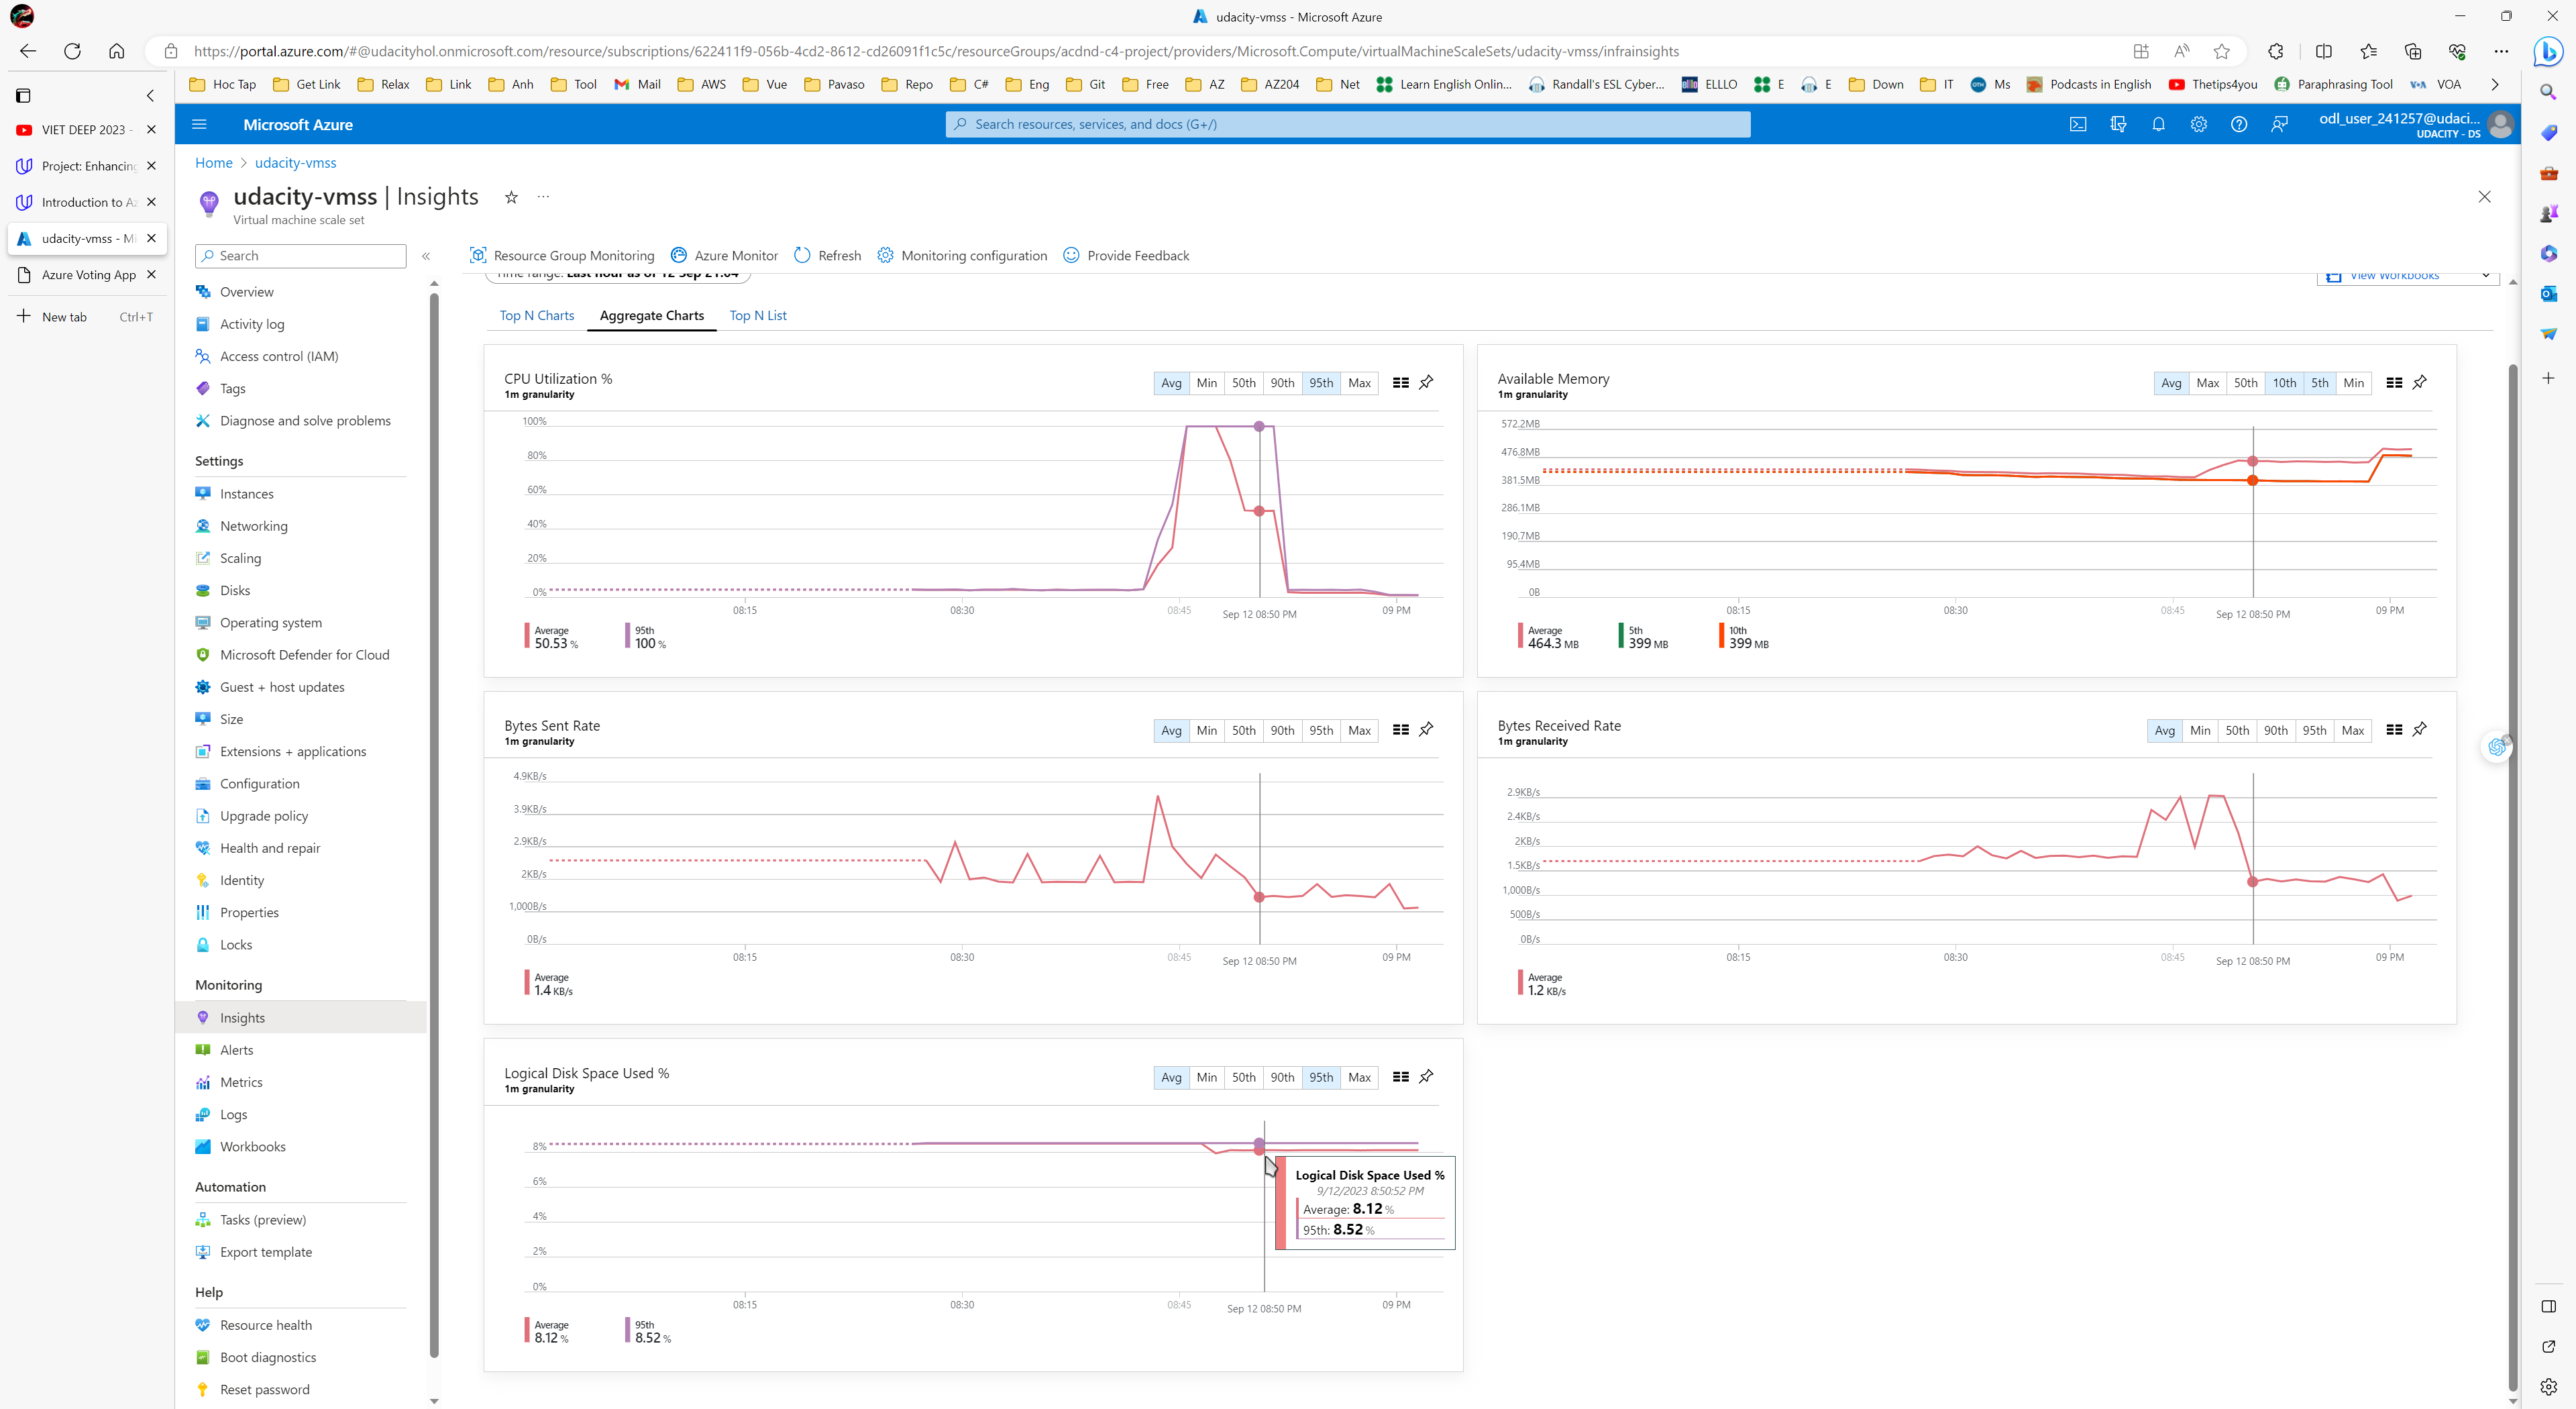 udacity-vmss - Microsoft Azure
https://portal.azure.com/#@udacityhol.onmicrosoft.com/resource/subscriptions/622411f9-056b-4cd2-8612-cd26091f1c5c/resourceGroups/acdnd-c4-project/providers/Microsoft.Compute/virtualMachineScaleSets/udacity-vmss/infrainsights
Hoc Tap Get Link Relax Link Anh Tool Mail AWS Vue Pavaso Repo C# Eng Git Free AZ AZ204 Net Learn English Onlin... Randall's ESL Cyber... ELLLO E E Down IT Ms Podcasts in English Thetips4you Paraphrasing Tool VOA
VIET DEEP 2023 -
Project: Enhancing
Introduction to Az
udacity-vmss - Mi
Azure Voting App
New tab Ctrl+T
Microsoft Azure
Search resources, services, and docs (G+/)
odl_user_241257@udaci...
UDACITY - DS
Home > udacity-vmss
udacity-vmss | Insights
Virtual machine scale set
Search
Resource Group Monitoring Azure Monitor Refresh Monitoring configuration Provide Feedback
Overview
Activity log
Access control (IAM)
Tags
Diagnose and solve problems
Settings
Instances
Networking
Scaling
Disks
Operating system
Microsoft Defender for Cloud
Guest + host updates
Size
Extensions + applications
Configuration
Upgrade policy
Health and repair
Identity
Properties
Locks
Monitoring
Insights
Alerts
Metrics
Logs
Workbooks
Automation
Tasks (preview)
Export template
Help
Resource health
Boot diagnostics
Reset password
Time range: Last hour as of 12 Sep 21:04
View Workbooks
Top N Charts Aggregate Charts Top N List
CPU Utilization %
1m granularity
Avg Min 50th 90th 95th Max
100%
80%
60%
40%
20%
0%
08:15 08:30 08:45 Sep 12 08:50 PM 09 PM
Average 95th
50.53 % 100 %
Available Memory
1m granularity
Avg Max 50th 10th 5th Min
572.2MB
476.8MB
381.5MB
286.1MB
190.7MB
95.4MB
0B
08:15 08:30 08:45 Sep 12 08:50 PM 09 PM
Average 5th 10th
464.3 MB 399 MB 399 MB
Bytes Sent Rate
1m granularity
Avg Min 50th 90th 95th Max
4.9KB/s
3.9KB/s
2.9KB/s
2KB/s
1,000B/s
0B/s
08:15 08:30 08:45 Sep 12 08:50 PM 09 PM
Average
1.4 KB/s
Bytes Received Rate
1m granularity
Avg Min 50th 90th 95th Max
2.9KB/s
2.4KB/s
2KB/s
1.5KB/s
1,000B/s
500B/s
0B/s
08:15 08:30 08:45 Sep 12 08:50 PM 09 PM
Average
1.2 KB/s
Logical Disk Space Used %
1m granularity
Avg Min 50th 90th 95th Max
8%
6%
4%
2%
0%
08:15 08:30 08:45 Sep 12 08:50 PM 09 PM
Average 95th
8.12 % 8.52 %
Logical Disk Space Used %
9/12/2023 8:50:52 PM
Average: 8.12 %
95th: 8.52 %